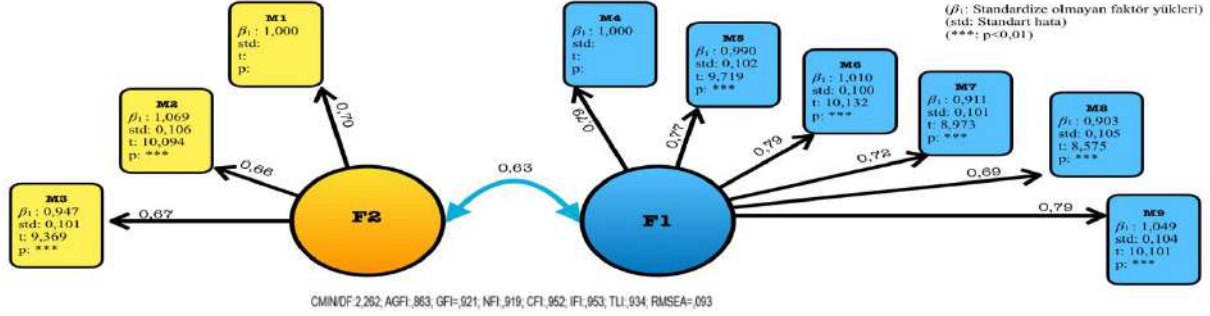 (β₁: Standardize olmayan faktör yükleri)
(std: Standart hata)
(***: p<0,01)
M1
β₁ : 1,000
std:
t:
p:
M4
β₁ : 1,000
std:
t:
p:
M5
β₁ : 0,990
std: 0,102
t: 9,719
p: ***
M6
β₁ : 1,010
std: 0,100
t: 10,132
p: ***
M7
β₁ : 0,911
std: 0,101
t: 8,973
p: ***
M8
β₁ : 0,903
std: 0,105
t: 8,575
p: ***
M2
β₁ : 1,069
std: 0,106
t: 10,094
p: ***
M3
β₁ : 0,947
std: 0,101
t: 9,369
p: ***
M9
β₁ : 1,049
std: 0,104
t: 10,101
p: ***
0,70
0,66
0,67
0,63
0,79
0,77
0,79
0,72
0,69
0,79
F2
F1
CMIN/DF:2,262; AGFI:,863; GFI=,921; NFI:,919; CFI:,952; IFI:,953; TLI:,934; RMSEA=,093